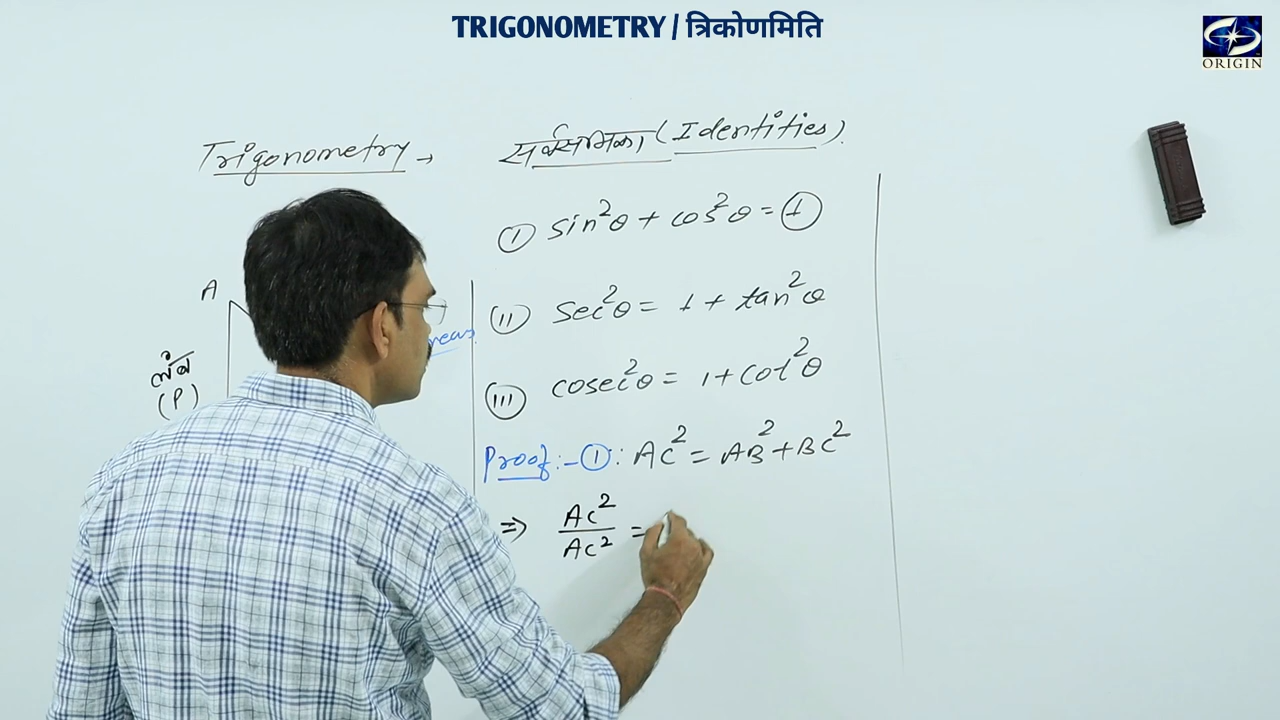 TRIGONOMETRY / त्रिकोणमिति
ORIGIN
Trigonometry →
सर्वसमिका (Identities).
(i) sin²θ + cos²θ = 1
(ii) sec²θ = 1 + tan²θ
(iii) cosec²θ = 1 + cot²θ
A
लंब
(P)
Proof :- (1) : AC² = AB² + BC²
⇒ AC²/AC² =